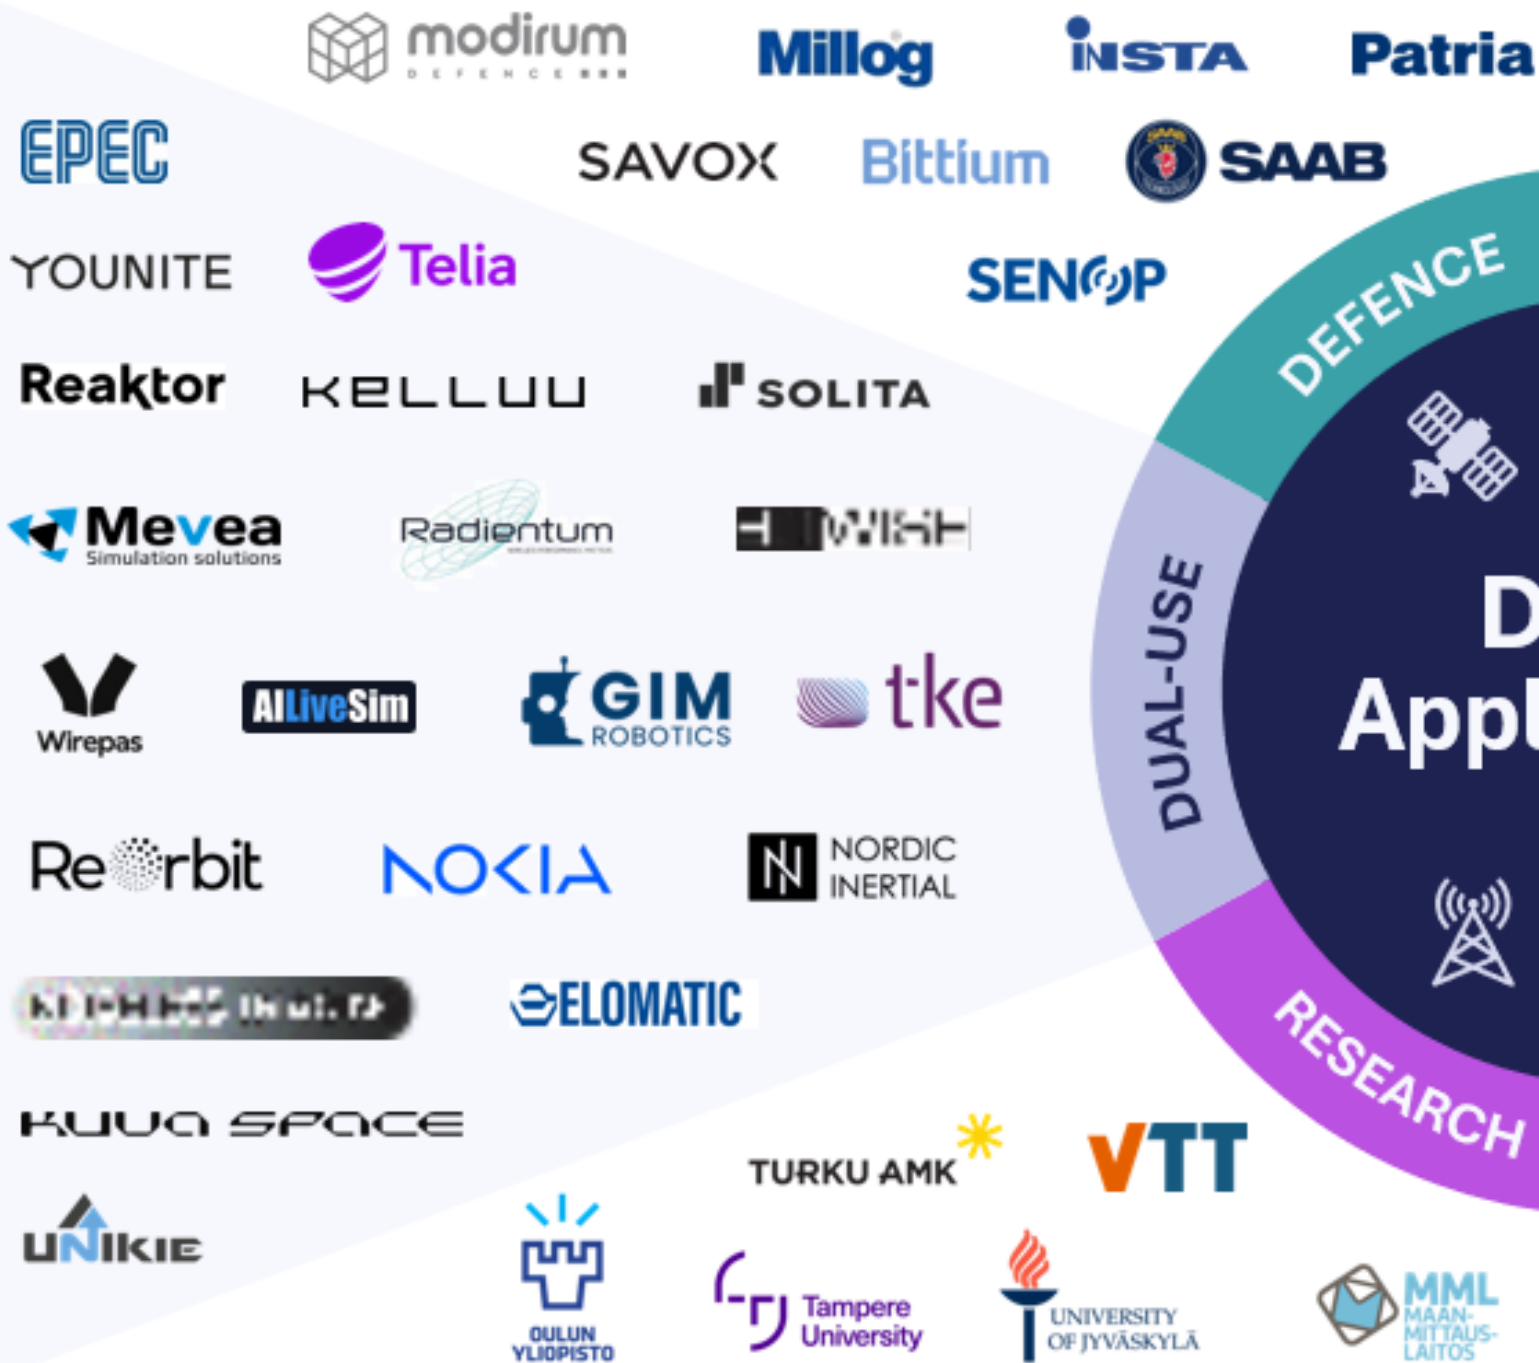 modirum
DEFENCE
Millog
INSTA
Patria
EPEC
SAVOX
Bittium
SAAB
YOUNITE
Telia
SENOP
DEFENCE
Reaktor
KELLUU
SOLITA
Mevea
Simulation solutions
Radientum
DUAL-USE
D
Appl
Wirepas
AILiveSim
GIM
ROBOTICS
tke
ReOrbit
NOKIA
NORDIC
INERTIAL
ELOMATIC
RESEARCH
KUVA SPACE
TURKU AMK
VTT
UNIKIE
OULUN
YLIOPISTO
Tampere
University
UNIVERSITY
OF JYVÄSKYLÄ
MML
MAAN-
MITTAUS-
LAITOS